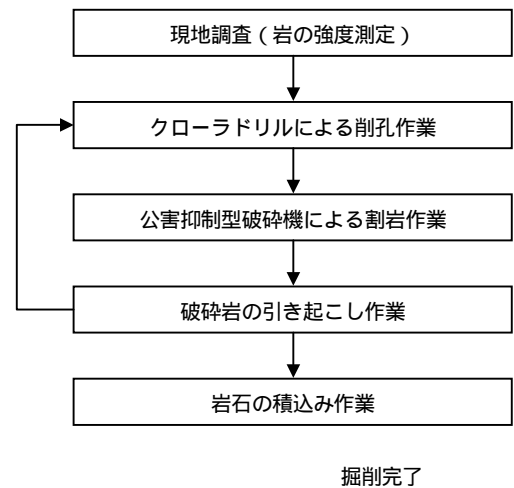 現地調査（岩の強度測定）
クローラドリルによる削孔作業
公害抑制型破砕機による割岩作業
破砕岩の引き起こし作業
岩石の積込み作業
掘削完了